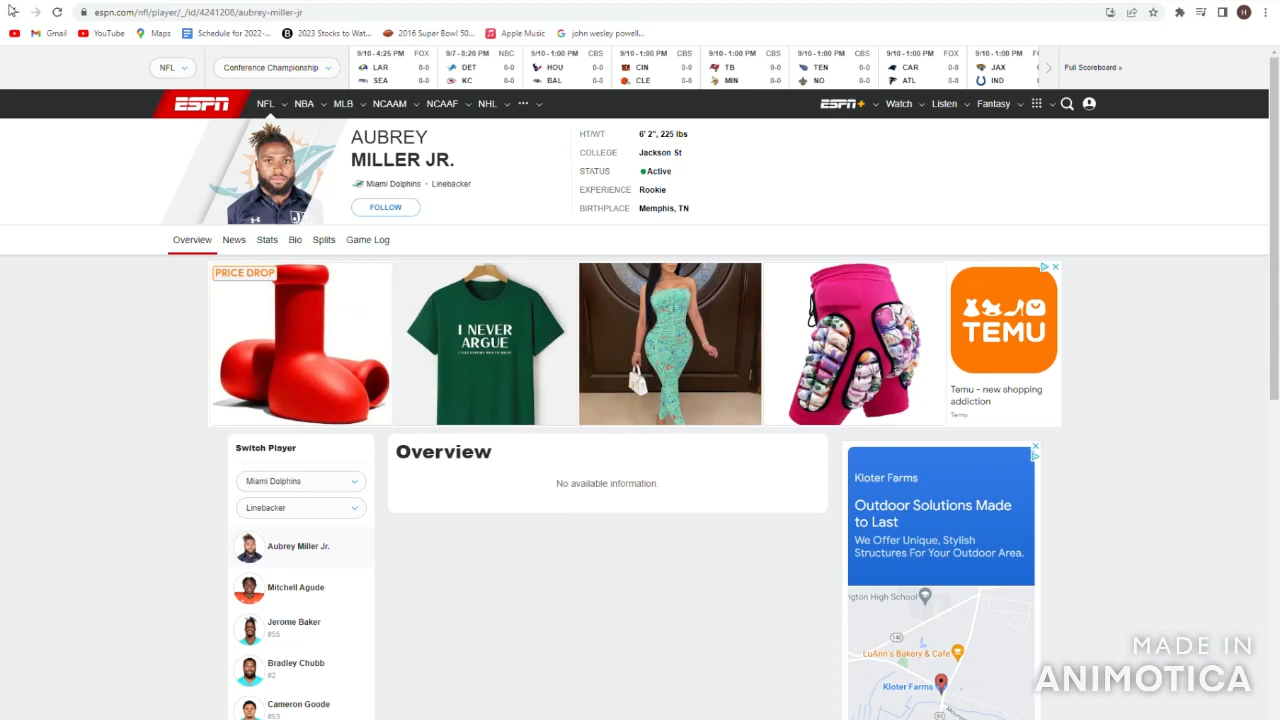 espn.com/nfl/player/_/id/4241208/aubrey-miller-jr
H
Gmail
YouTube
Maps
Schedule for 2022-...
2023 Stocks to Wat...
2016 Super Bowl 50...
Apple Music
john wesley powell...
NFL
Conference Championship
9/10 - 4:25 PM FOX
LAR 0-0
SEA 0-0
9/7 - 8:20 PM NBC
DET 0-0
KC 0-0
9/10 - 1:00 PM CBS
HOU 0-0
BAL 0-0
9/10 - 1:00 PM CBS
CIN 0-0
CLE 0-0
9/10 - 1:00 PM CBS
TB 0-0
MIN 0-0
9/10 - 1:00 PM CBS
TEN 0-0
NO 0-0
9/10 - 1:00 PM FOX
CAR 0-0
ATL 0-0
9/10 - 1:00 PM
JAX
IND
Full Scoreboard »
ESPN NFL NBA MLB NCAAM NCAAF NHL ••• ESPN+ Watch Listen Fantasy
AUBREY
MILLER JR.
Miami Dolphins • Linebacker
FOLLOW
HT/WT 6' 2", 225 lbs
COLLEGE Jackson St
STATUS Active
EXPERIENCE Rookie
BIRTHPLACE Memphis, TN
Overview News Stats Bio Splits Game Log
PRICE DROP
I NEVER
ARGUE
TEMU
Temu - new shopping
addiction
Temu
Switch Player
Miami Dolphins
Linebacker
Aubrey Miller Jr.
Mitchell Agude
Jerome Baker
#55
Bradley Chubb
#2
Cameron Goode
#53
Overview
No available information.
Kloter Farms
Outdoor Solutions Made
to Last
We Offer Unique, Stylish
Structures For Your Outdoor Area.
ngton High School
140
LuAnn's Bakery & Cafe
Kloter Farms
83
MADE IN
ANIMOTICA